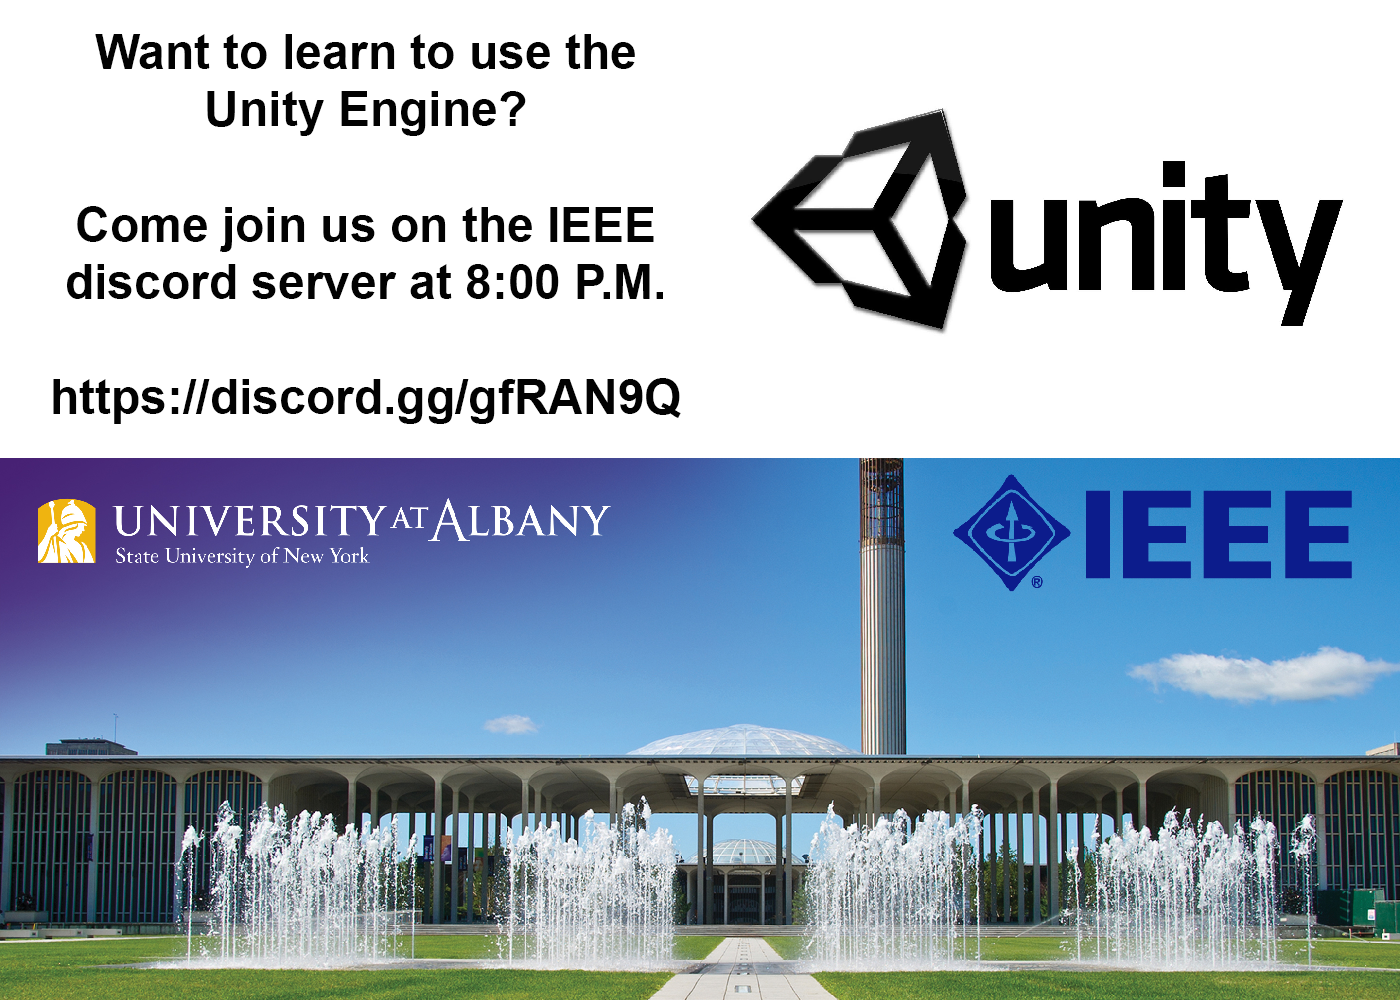 Want to learn to use the
Unity Engine?
Come join us on the IEEE
discord server at 8:00 P.M.
https://discord.gg/gfRAN9Q
unity
UNIVERSITY AT ALBANY
State University of New York
IEEE
®